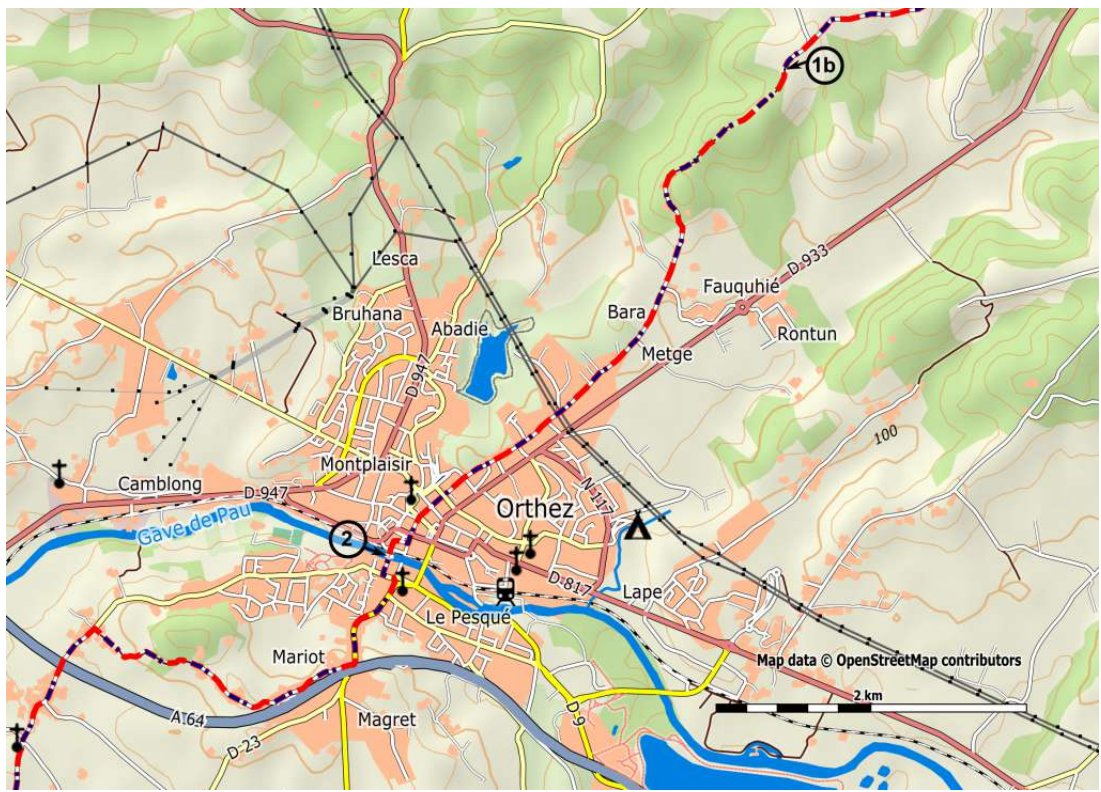 1b
D 933
Lesca
Fauquhié
Bara
Bruhana
Abadie
Rontun
Metge
D 947
100
Montplaisir
Camblong
N 117
D 947
Orthez
Gave de Pau
2
D 817
Lape
Le Pesqué
Mariot
Map data © OpenStreetMap contributors
2 km
A 64
Magret
D 9
D 23